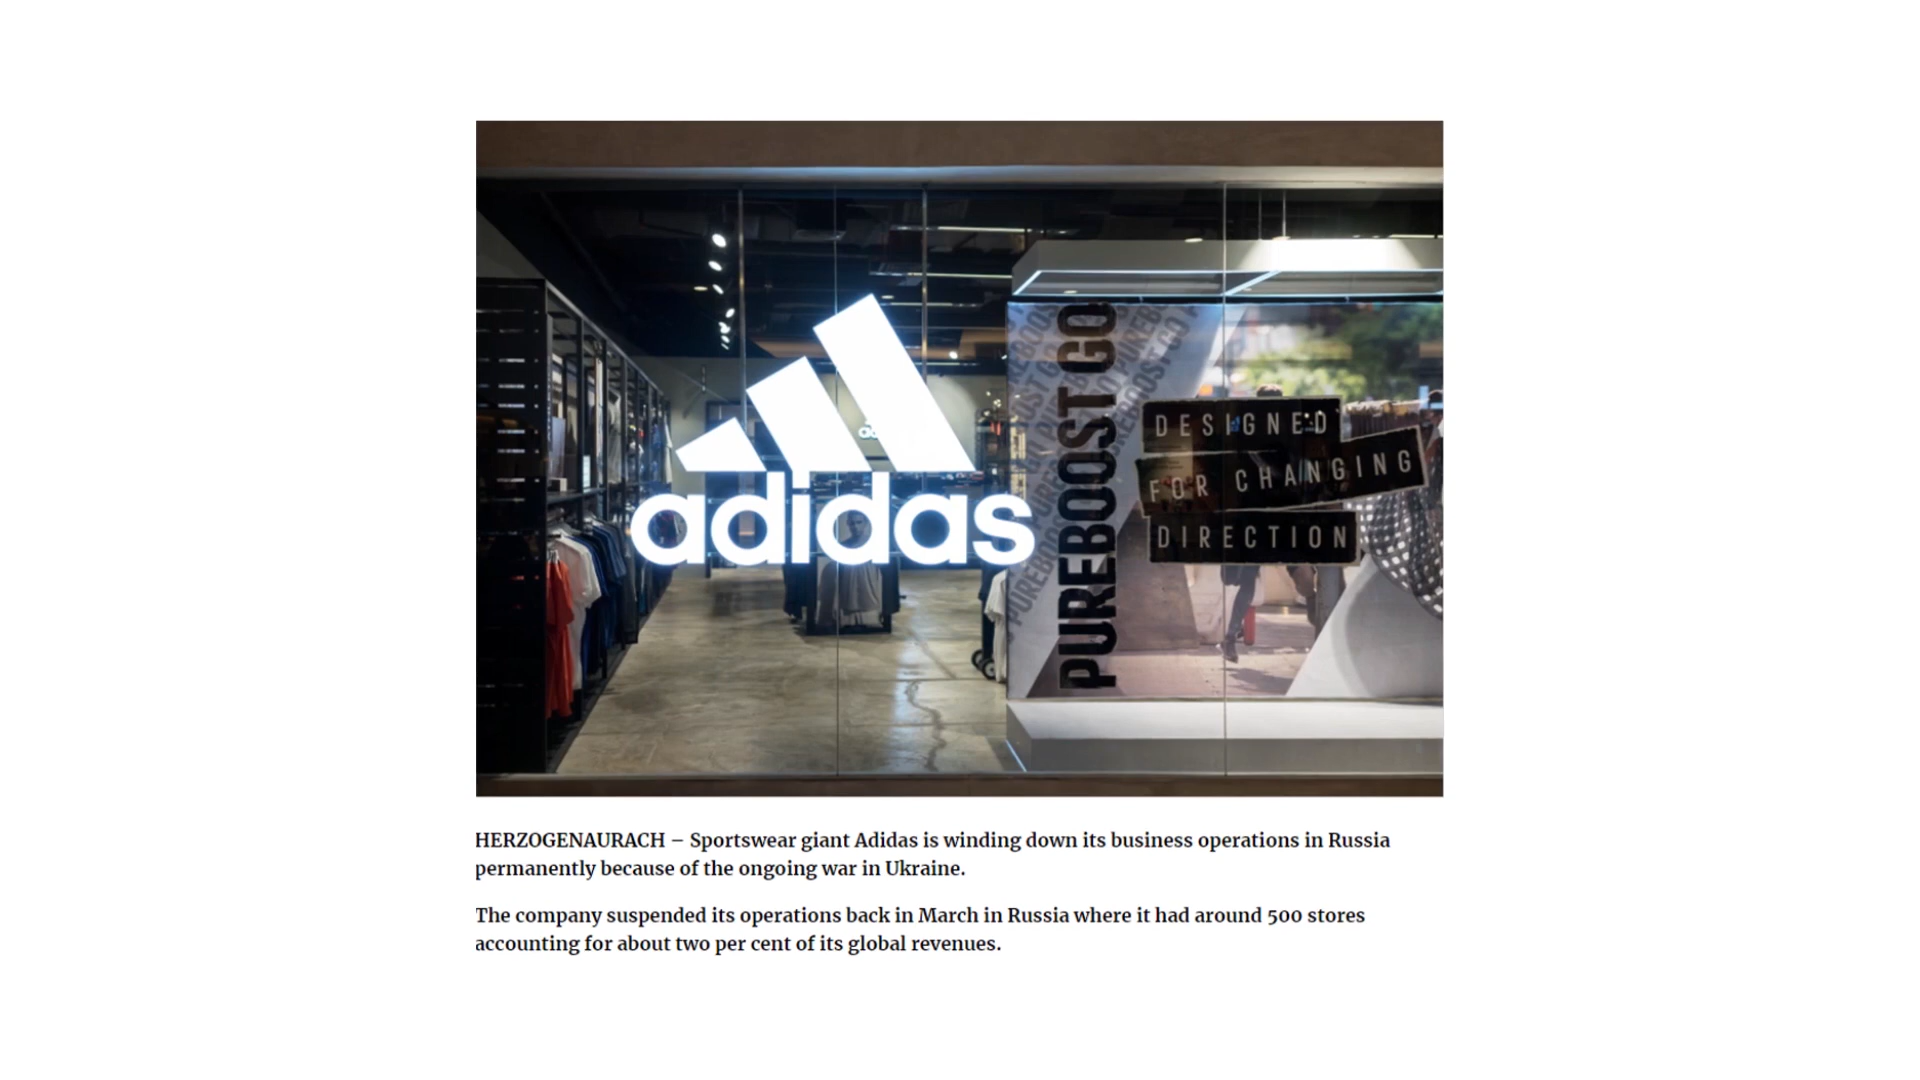 adidas
PUREBOOST GO
DESIGNED
FOR CHANGING
DIRECTION
HERZOGENAURACH – Sportswear giant Adidas is winding down its business operations in Russia
permanently because of the ongoing war in Ukraine.
The company suspended its operations back in March in Russia where it had around 500 stores
accounting for about two per cent of its global revenues.